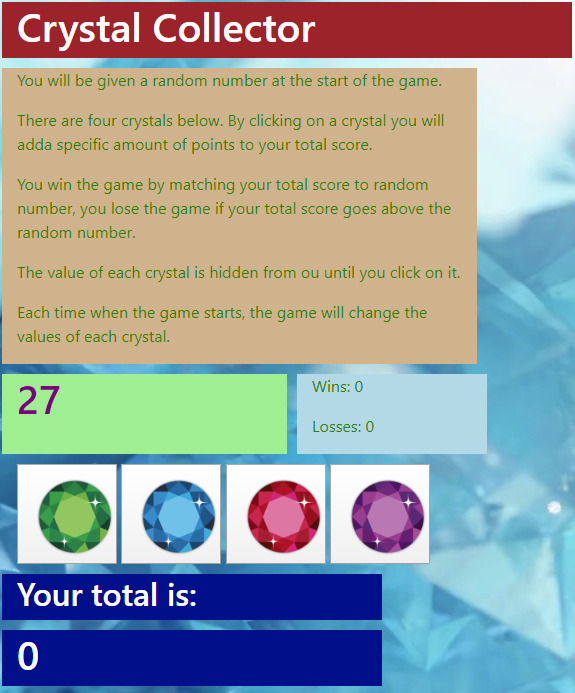 Crystal Collector
You will be given a random number at the start of the game.
There are four crystals below. By clicking on a crystal you will
adda specific amount of points to your total score.
You win the game by matching your total score to random
number, you lose the game if your total score goes above the
random number.
The value of each crystal is hidden from ou until you click on it.
Each time when the game starts, the game will change the
values of each crystal.
27
Wins: 0
Losses: 0
Your total is:
0